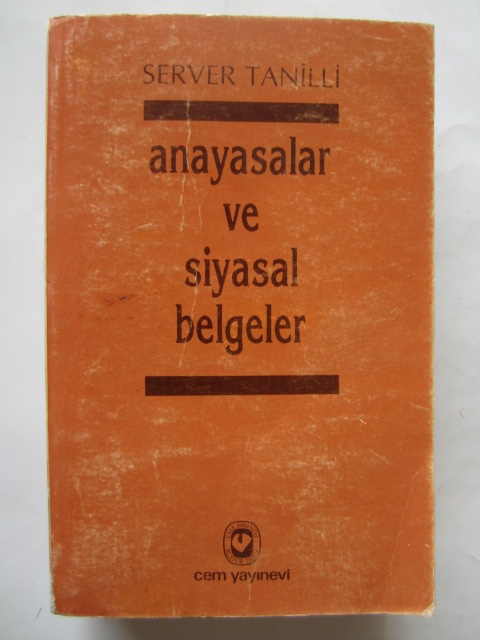 SERVER TANİLLİ
anayasalar
ve
siyasal
belgeler
cem yayınevi